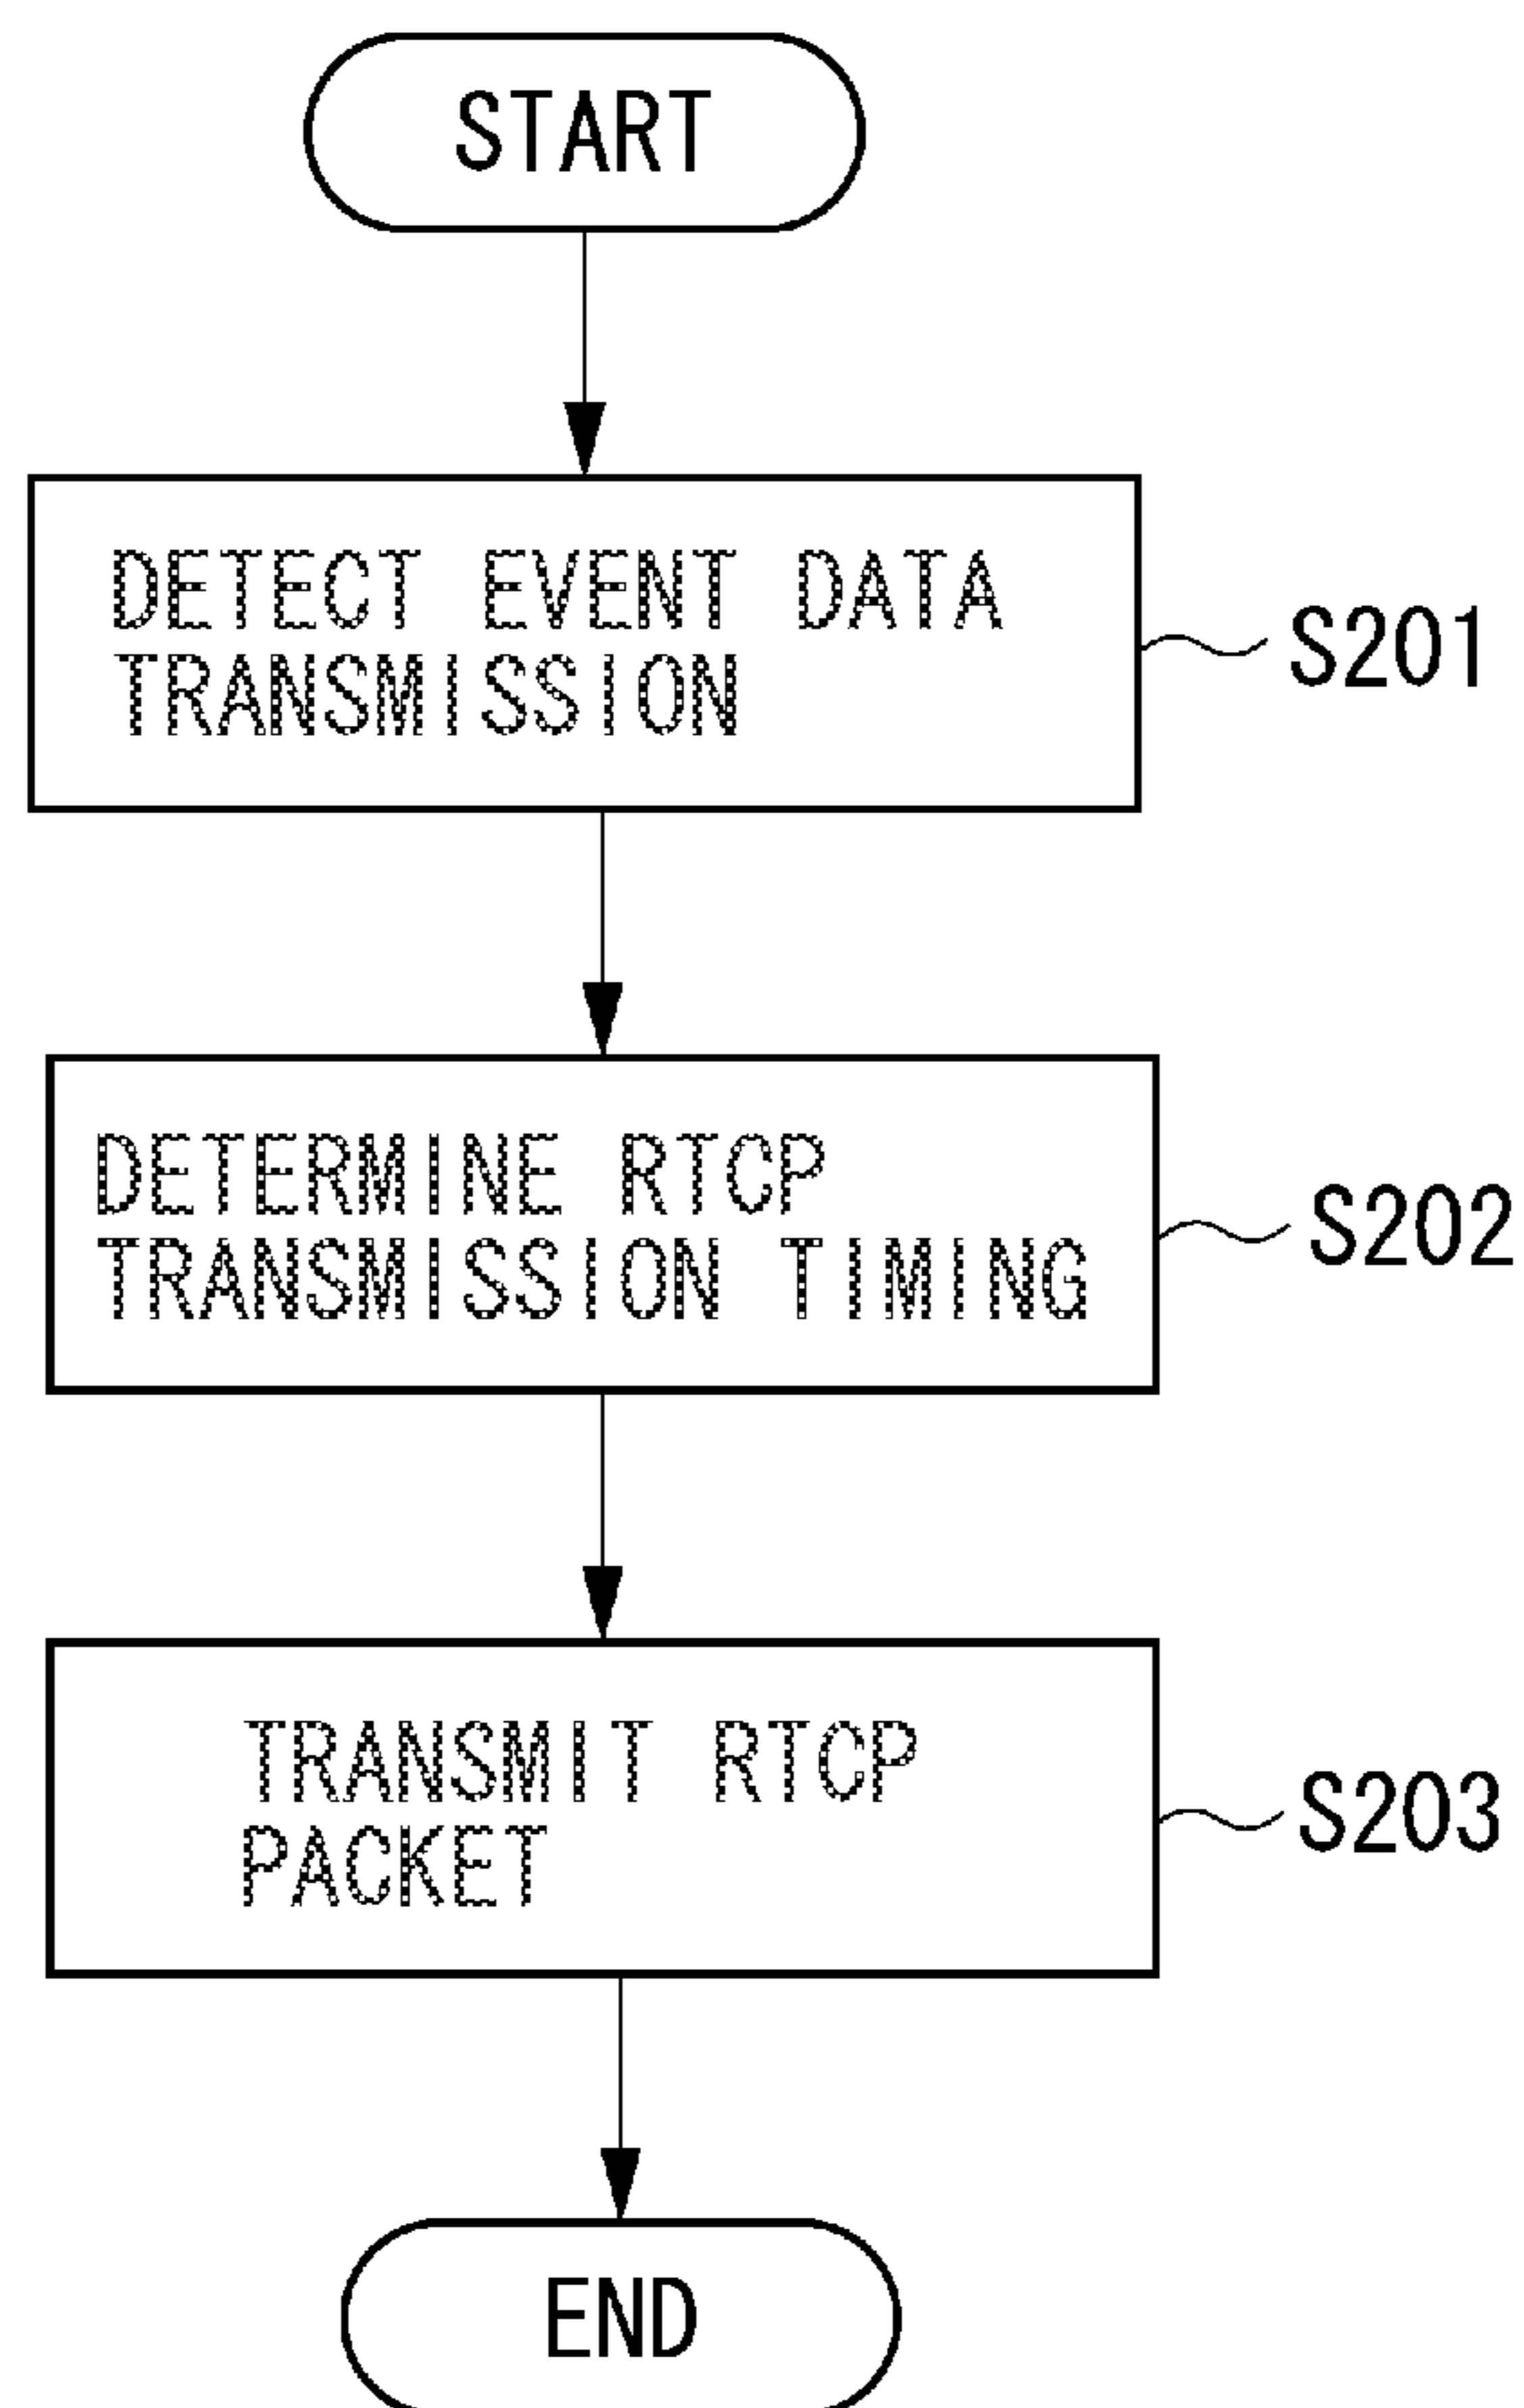 START
DETECT EVENT DATA
TRANSMISSION
S201
DETERMINE RTCP
TRANSMISSION TIMING
S202
TRANSMIT RTCP
PACKET
S203
END